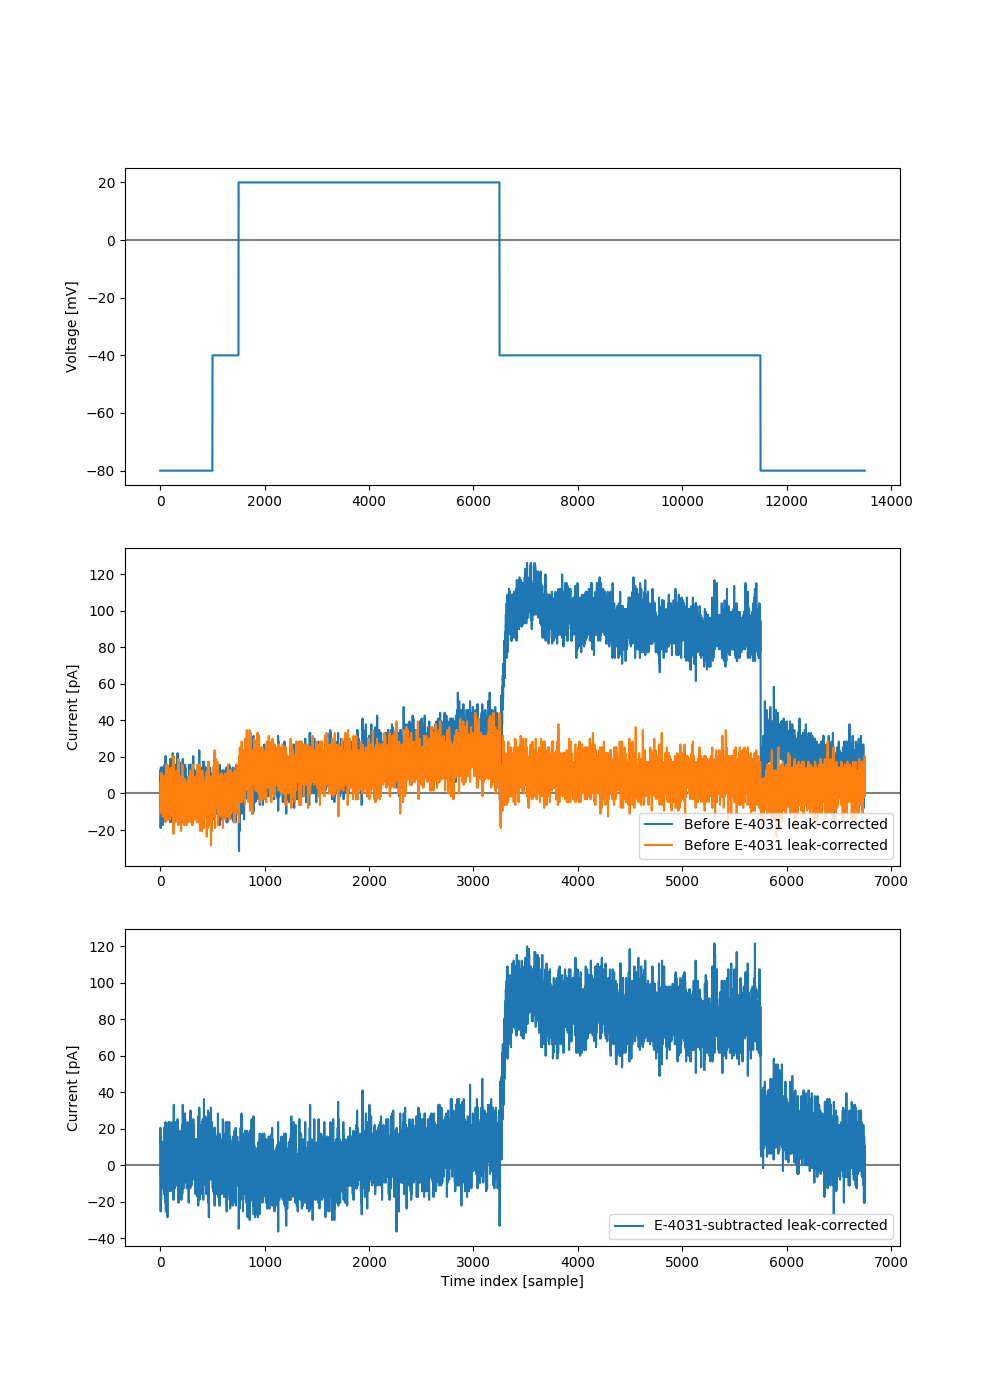 20
0
−20
−40
−60
−80
Voltage [mV]
0 2000 4000 6000 8000 10000 12000 14000
120
100
80
60
40
20
0
−20
Current [pA]
Before E-4031 leak-corrected
Before E-4031 leak-corrected
0 1000 2000 3000 4000 5000 6000 7000
120
100
80
60
40
20
0
−20
−40
Current [pA]
E-4031-subtracted leak-corrected
0 1000 2000 3000 4000 5000 6000 7000
Time index [sample]